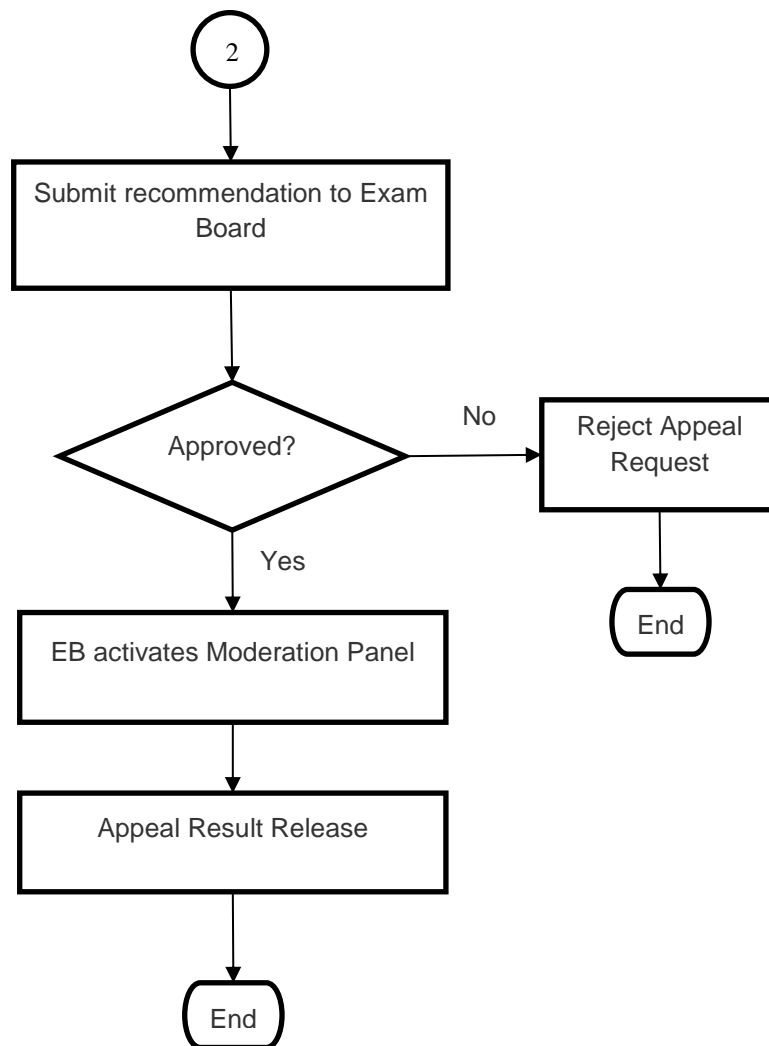 2
Submit recommendation to Exam
Board
Approved?
No
Reject Appeal
Request
Yes
End
EB activates Moderation Panel
Appeal Result Release
End